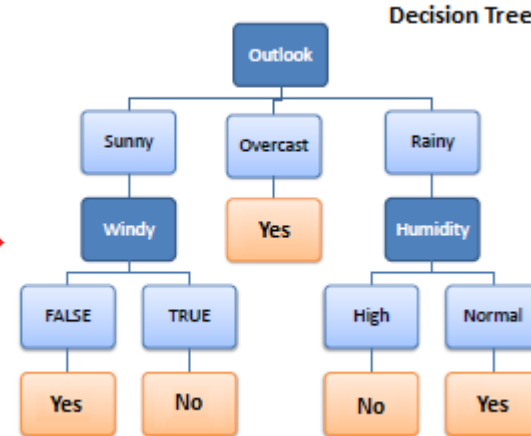 Decision Tree
Outlook
Sunny Overcast Rainy
Windy Yes Humidity
FALSE TRUE High Normal
Yes No No Yes